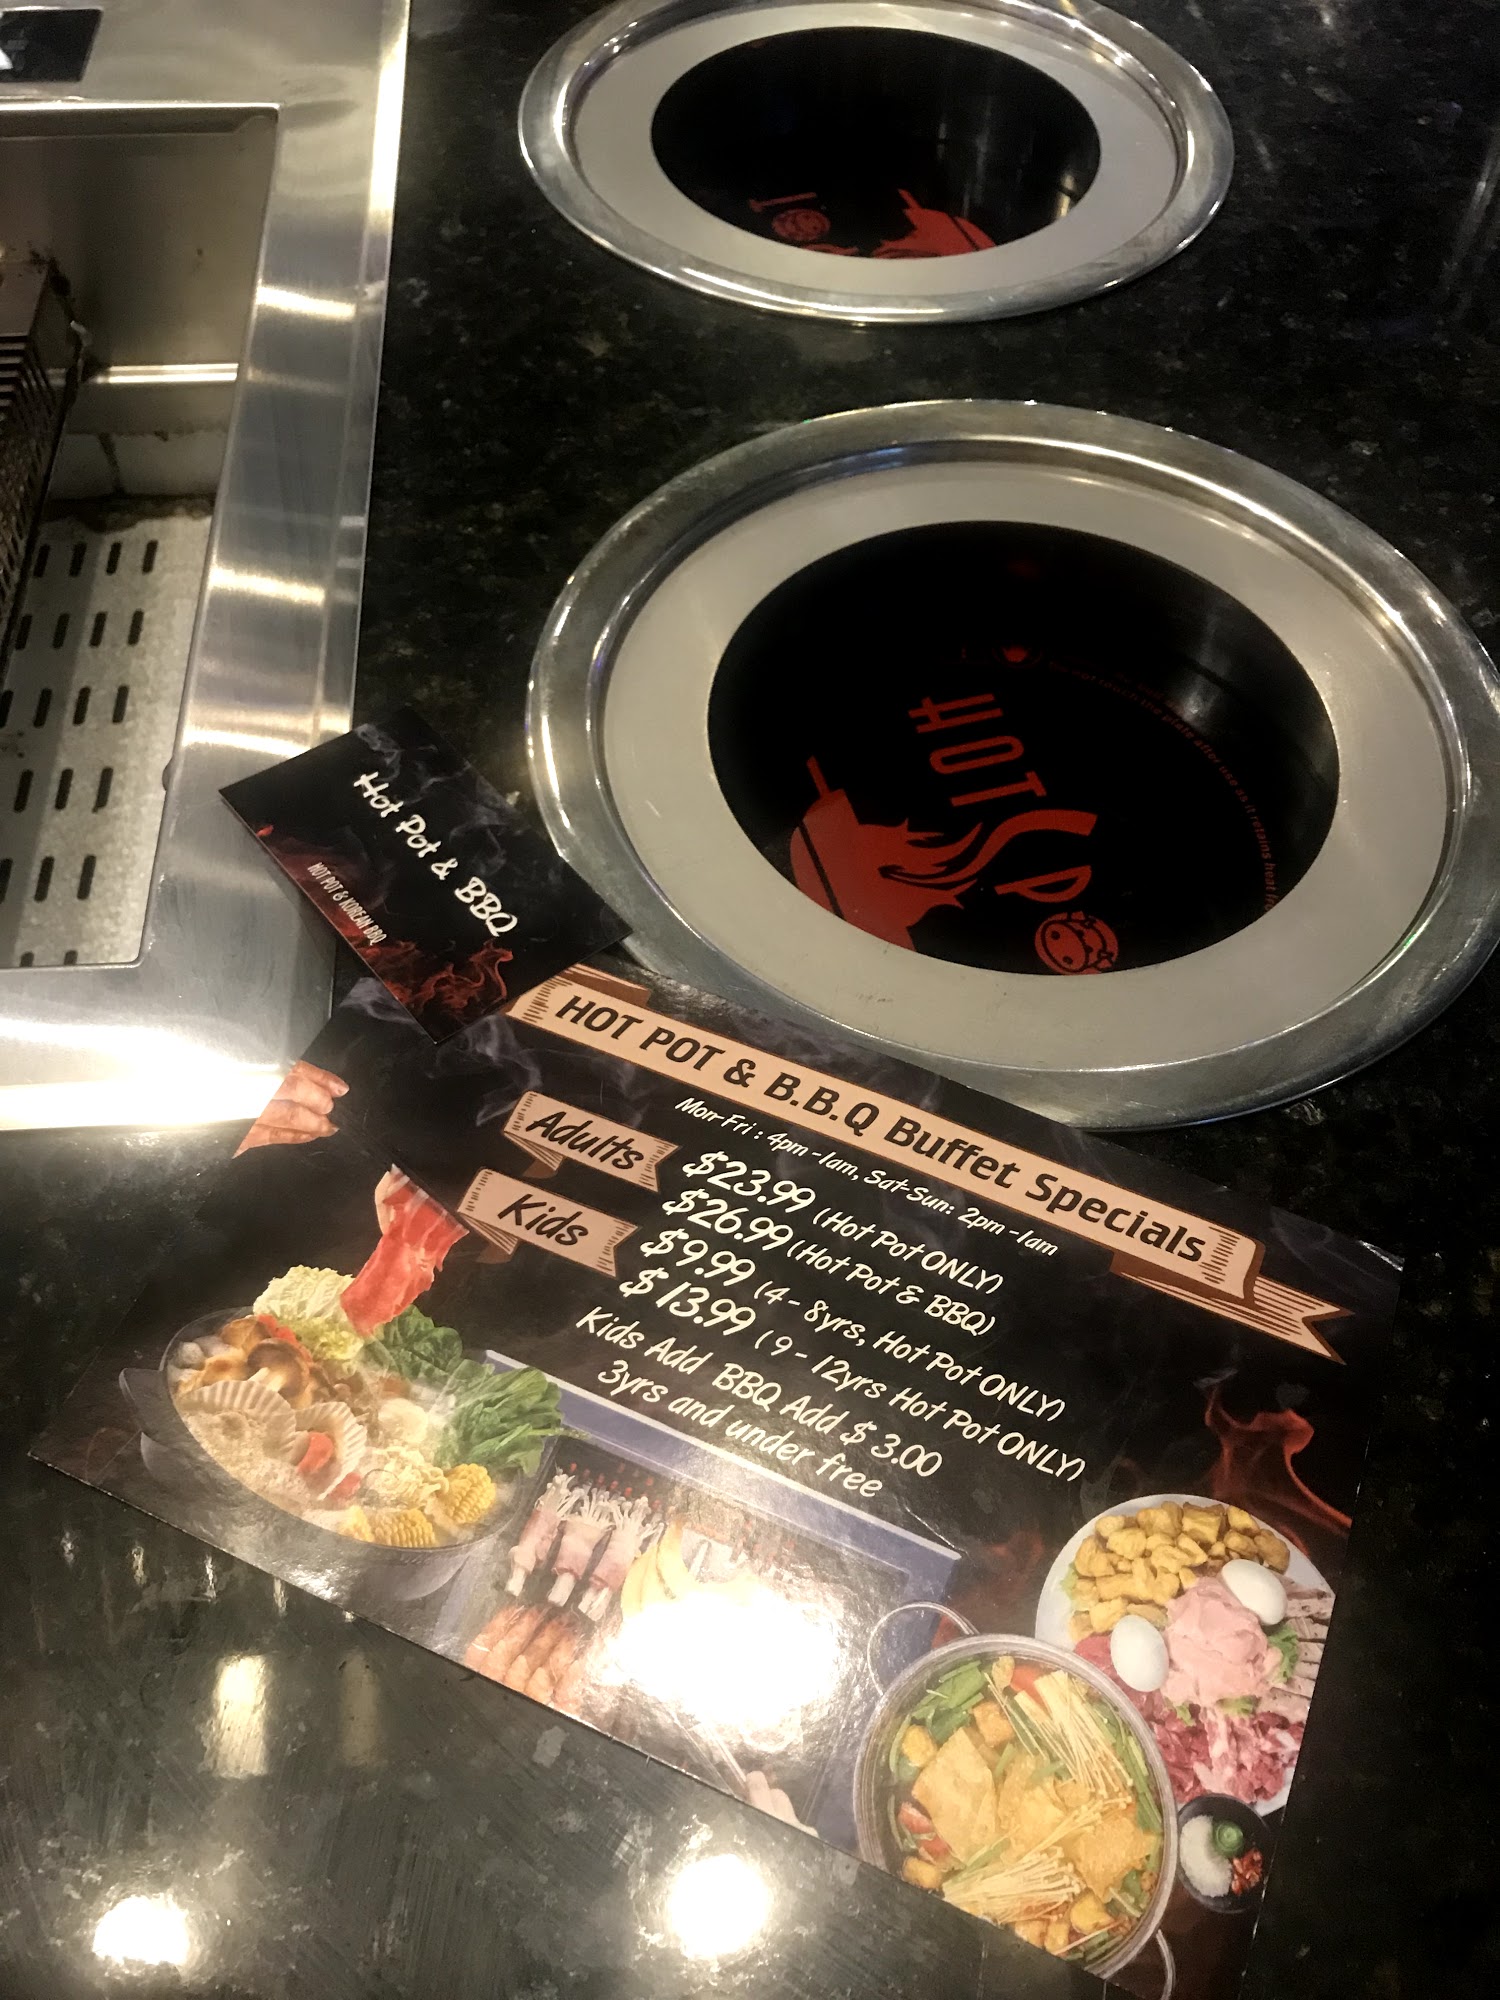 HOT POT
Hot Pot & BBQ
HOT POT & KOREAN BBQ
HOT POT & B.B.Q Buffet Specials
Mon-Fri : 4pm-1am, Sat-Sun: 2pm-1am
Adults
$23.99 (Hot Pot ONLY)
$26.99 (Hot Pot & BBQ)
Kids
$9.99 (4 - 8yrs, Hot Pot ONLY)
$13.99 (9 - 12yrs Hot Pot ONLY)
Kids Add BBQ Add $3.00
3yrs and under free